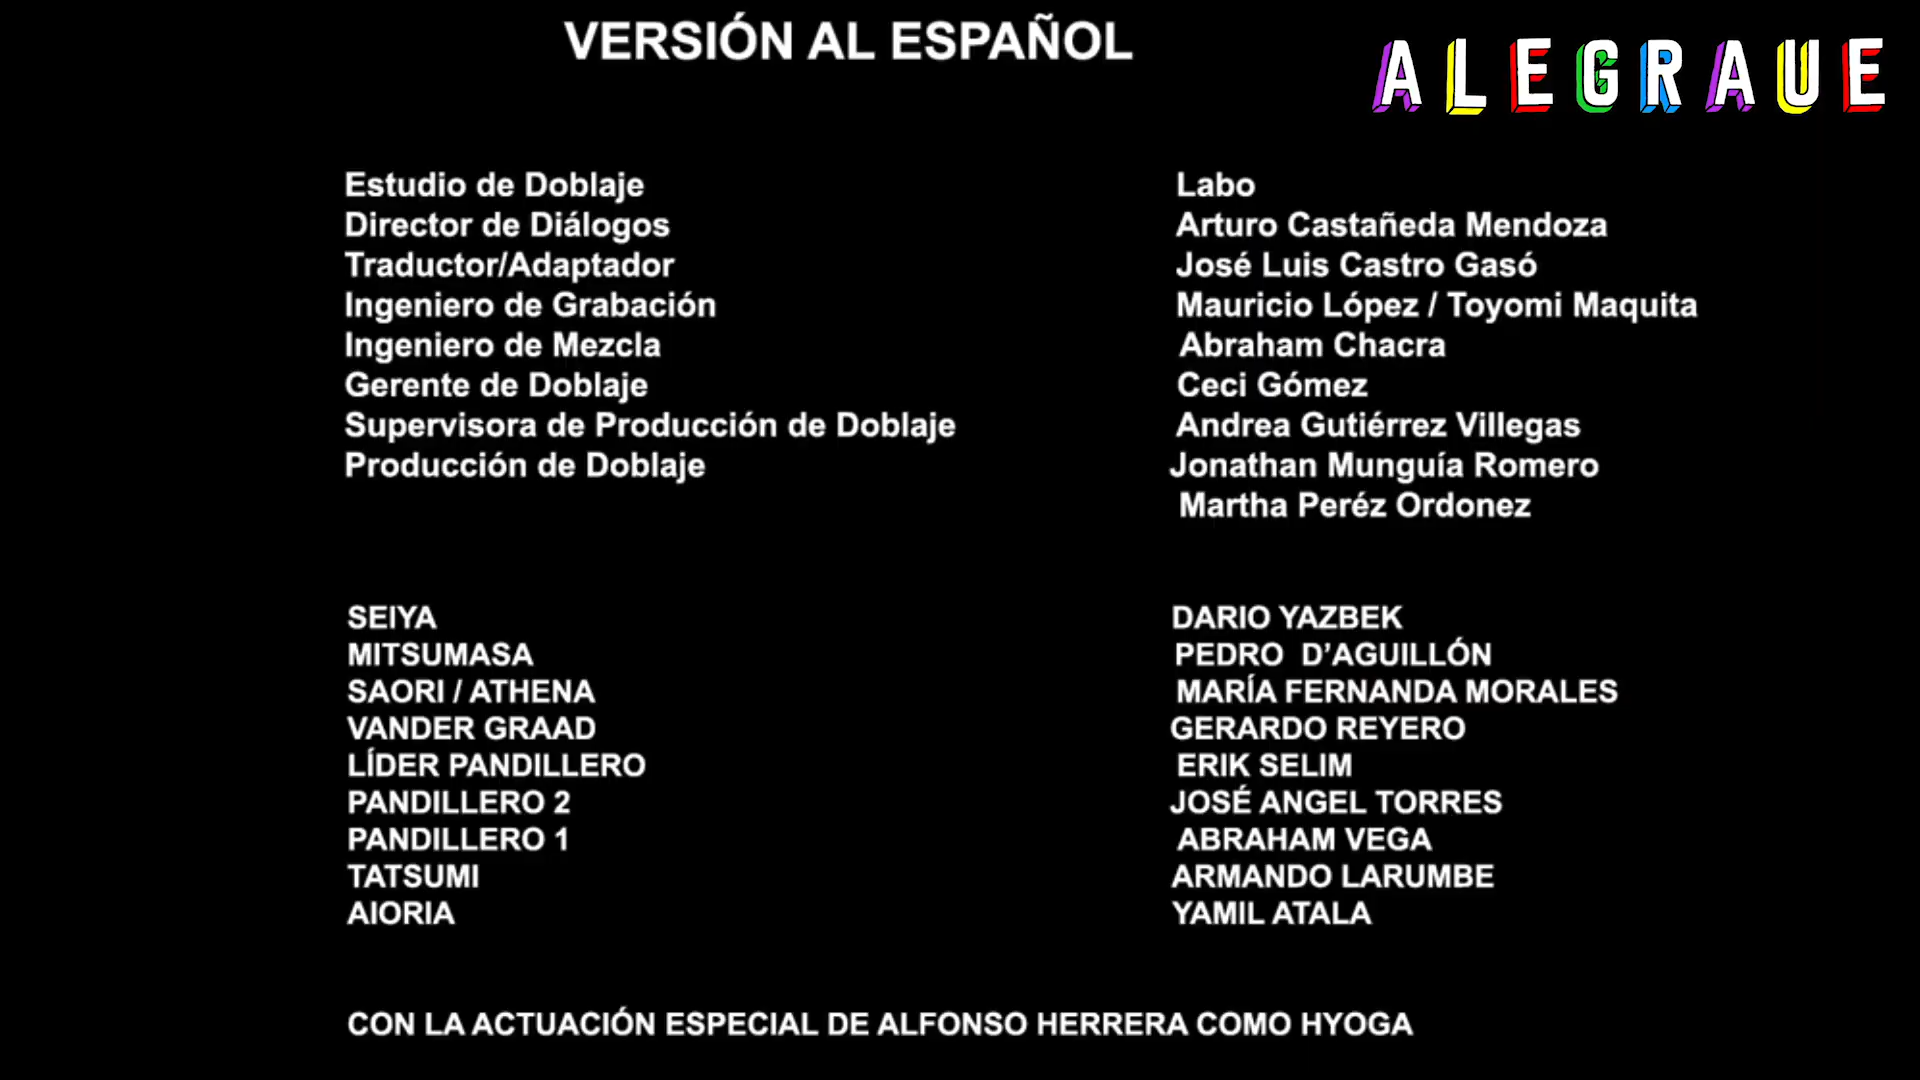 VERSIÓN AL ESPAÑOL
ALEGRAUE
Estudio de Doblaje Labo
Director de Diálogos Arturo Castañeda Mendoza
Traductor/Adaptador José Luis Castro Gasó
Ingeniero de Grabación Mauricio López / Toyomi Maquita
Ingeniero de Mezcla Abraham Chacra
Gerente de Doblaje Ceci Gómez
Supervisora de Producción de Doblaje Andrea Gutiérrez Villegas
Producción de Doblaje Jonathan Munguía Romero
Martha Peréz Ordonez
SEIYA DARIO YAZBEK
MITSUMASA PEDRO D’AGUILLÓN
SAORI / ATHENA MARÍA FERNANDA MORALES
VANDER GRAAD GERARDO REYERO
LÍDER PANDILLERO ERIK SELIM
PANDILLERO 2 JOSÉ ANGEL TORRES
PANDILLERO 1 ABRAHAM VEGA
TATSUMI ARMANDO LARUMBE
AIORIA YAMIL ATALA
CON LA ACTUACIÓN ESPECIAL DE ALFONSO HERRERA COMO HYOGA